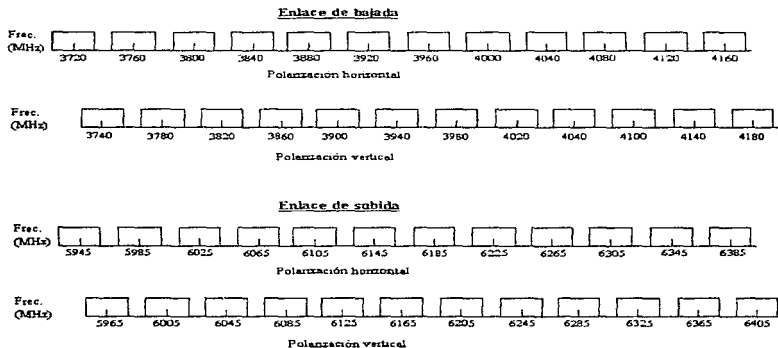 Enlace de bajada
Frec.
(MHz)
3720 3760 3800 3840 3880 3920 3960 4000 4040 4080 4120 4160
Polarización horizontal
Frec.
(MHz)
3740 3780 3820 3860 3900 3940 3980 4020 4040 4100 4140 4180
Polarización vertical
Enlace de subida
Frec.
(MHz)
5945 5985 6025 6065 6105 6145 6185 6225 6265 6305 6345 6385
Polarización horizontal
Frec.
(MHz)
5965 6005 6045 6085 6125 6165 6205 6245 6285 6325 6365 6405
Polarización vertical